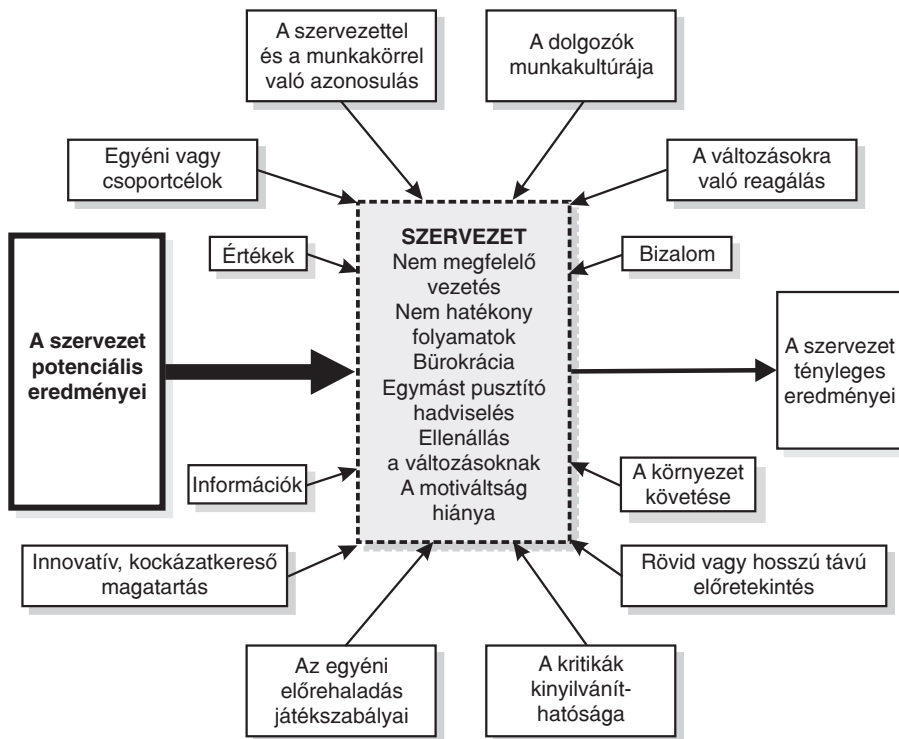 A szervezettel
és a munkakörrel
való azonosulás
A dolgozók
munkakultúrája
Egyéni vagy
csoportcélok
A változásokra
való reagálás
Értékek
Bizalom
A szervezet
potenciális
eredményei
SZERVEZET
Nem megfelelő
vezetés
Nem hatékony
folyamatok
Bürokrácia
Egymást pusztító
hadviselés
Ellenállás
a változásoknak
A motiváltság
hiánya
A szervezet
tényleges
eredményei
Információk
A környezet
követése
Innovatív, kockázatkereső
magatartás
Rövid vagy hosszú távú
előretekintés
Az egyéni
előrehaladás
játékszabályai
A kritikák
kinyilvánít-
hatósága